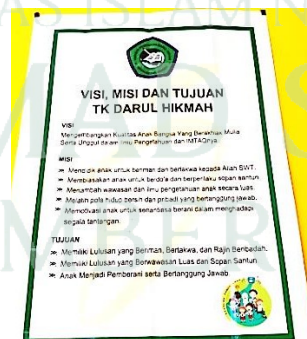 VISI, MISI DAN TUJUAN
TK DARUL HIKMAH
VISI
Mengembangkan Kualitas Anak Bangsa Yang Berakhlak Mulia
Serta Unggul dalam Ilmu Pengetahuan dan IMTAQnya
MISI
Mendidik anak untuk beriman dan bertakwa kepada Allah SWT.
Membiasakan anak untuk berdo'a dan berperilaku sopan santun.
Menambah wawasan dan ilmu pengetahuan anak secara luas.
Melatih pola hidup bersih dan pribadi yang bertanggung jawab.
Memotivasi anak untuk senantiasa berani dalam menghadapi
segala tantangan.
TUJUAN
Memiliki Lulusan yang Beriman, Bertakwa, dan Rajin Beribadah.
Memiliki Lulusan yang Berwawasan Luas dan Sopan Santun.
Anak Menjadi Pemberani serta Bertanggung Jawab